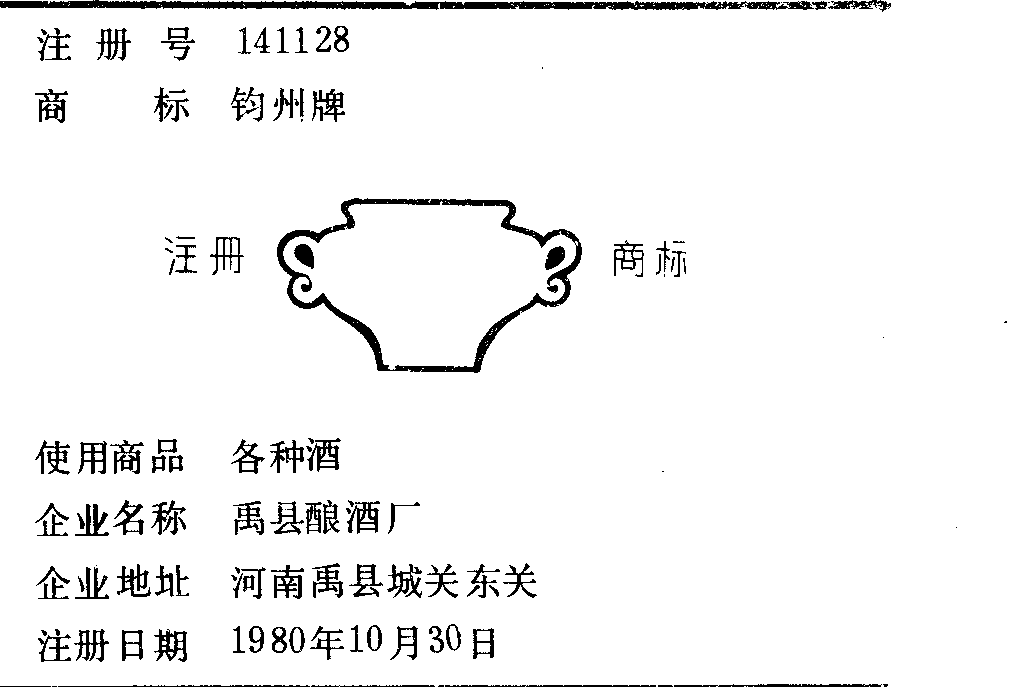 注册号 141128
商标 钧州牌
注册 商标
使用商品 各种酒
企业名称 禹县酿酒厂
企业地址 河南禹县城关东关
注册日期 1980年10月30日